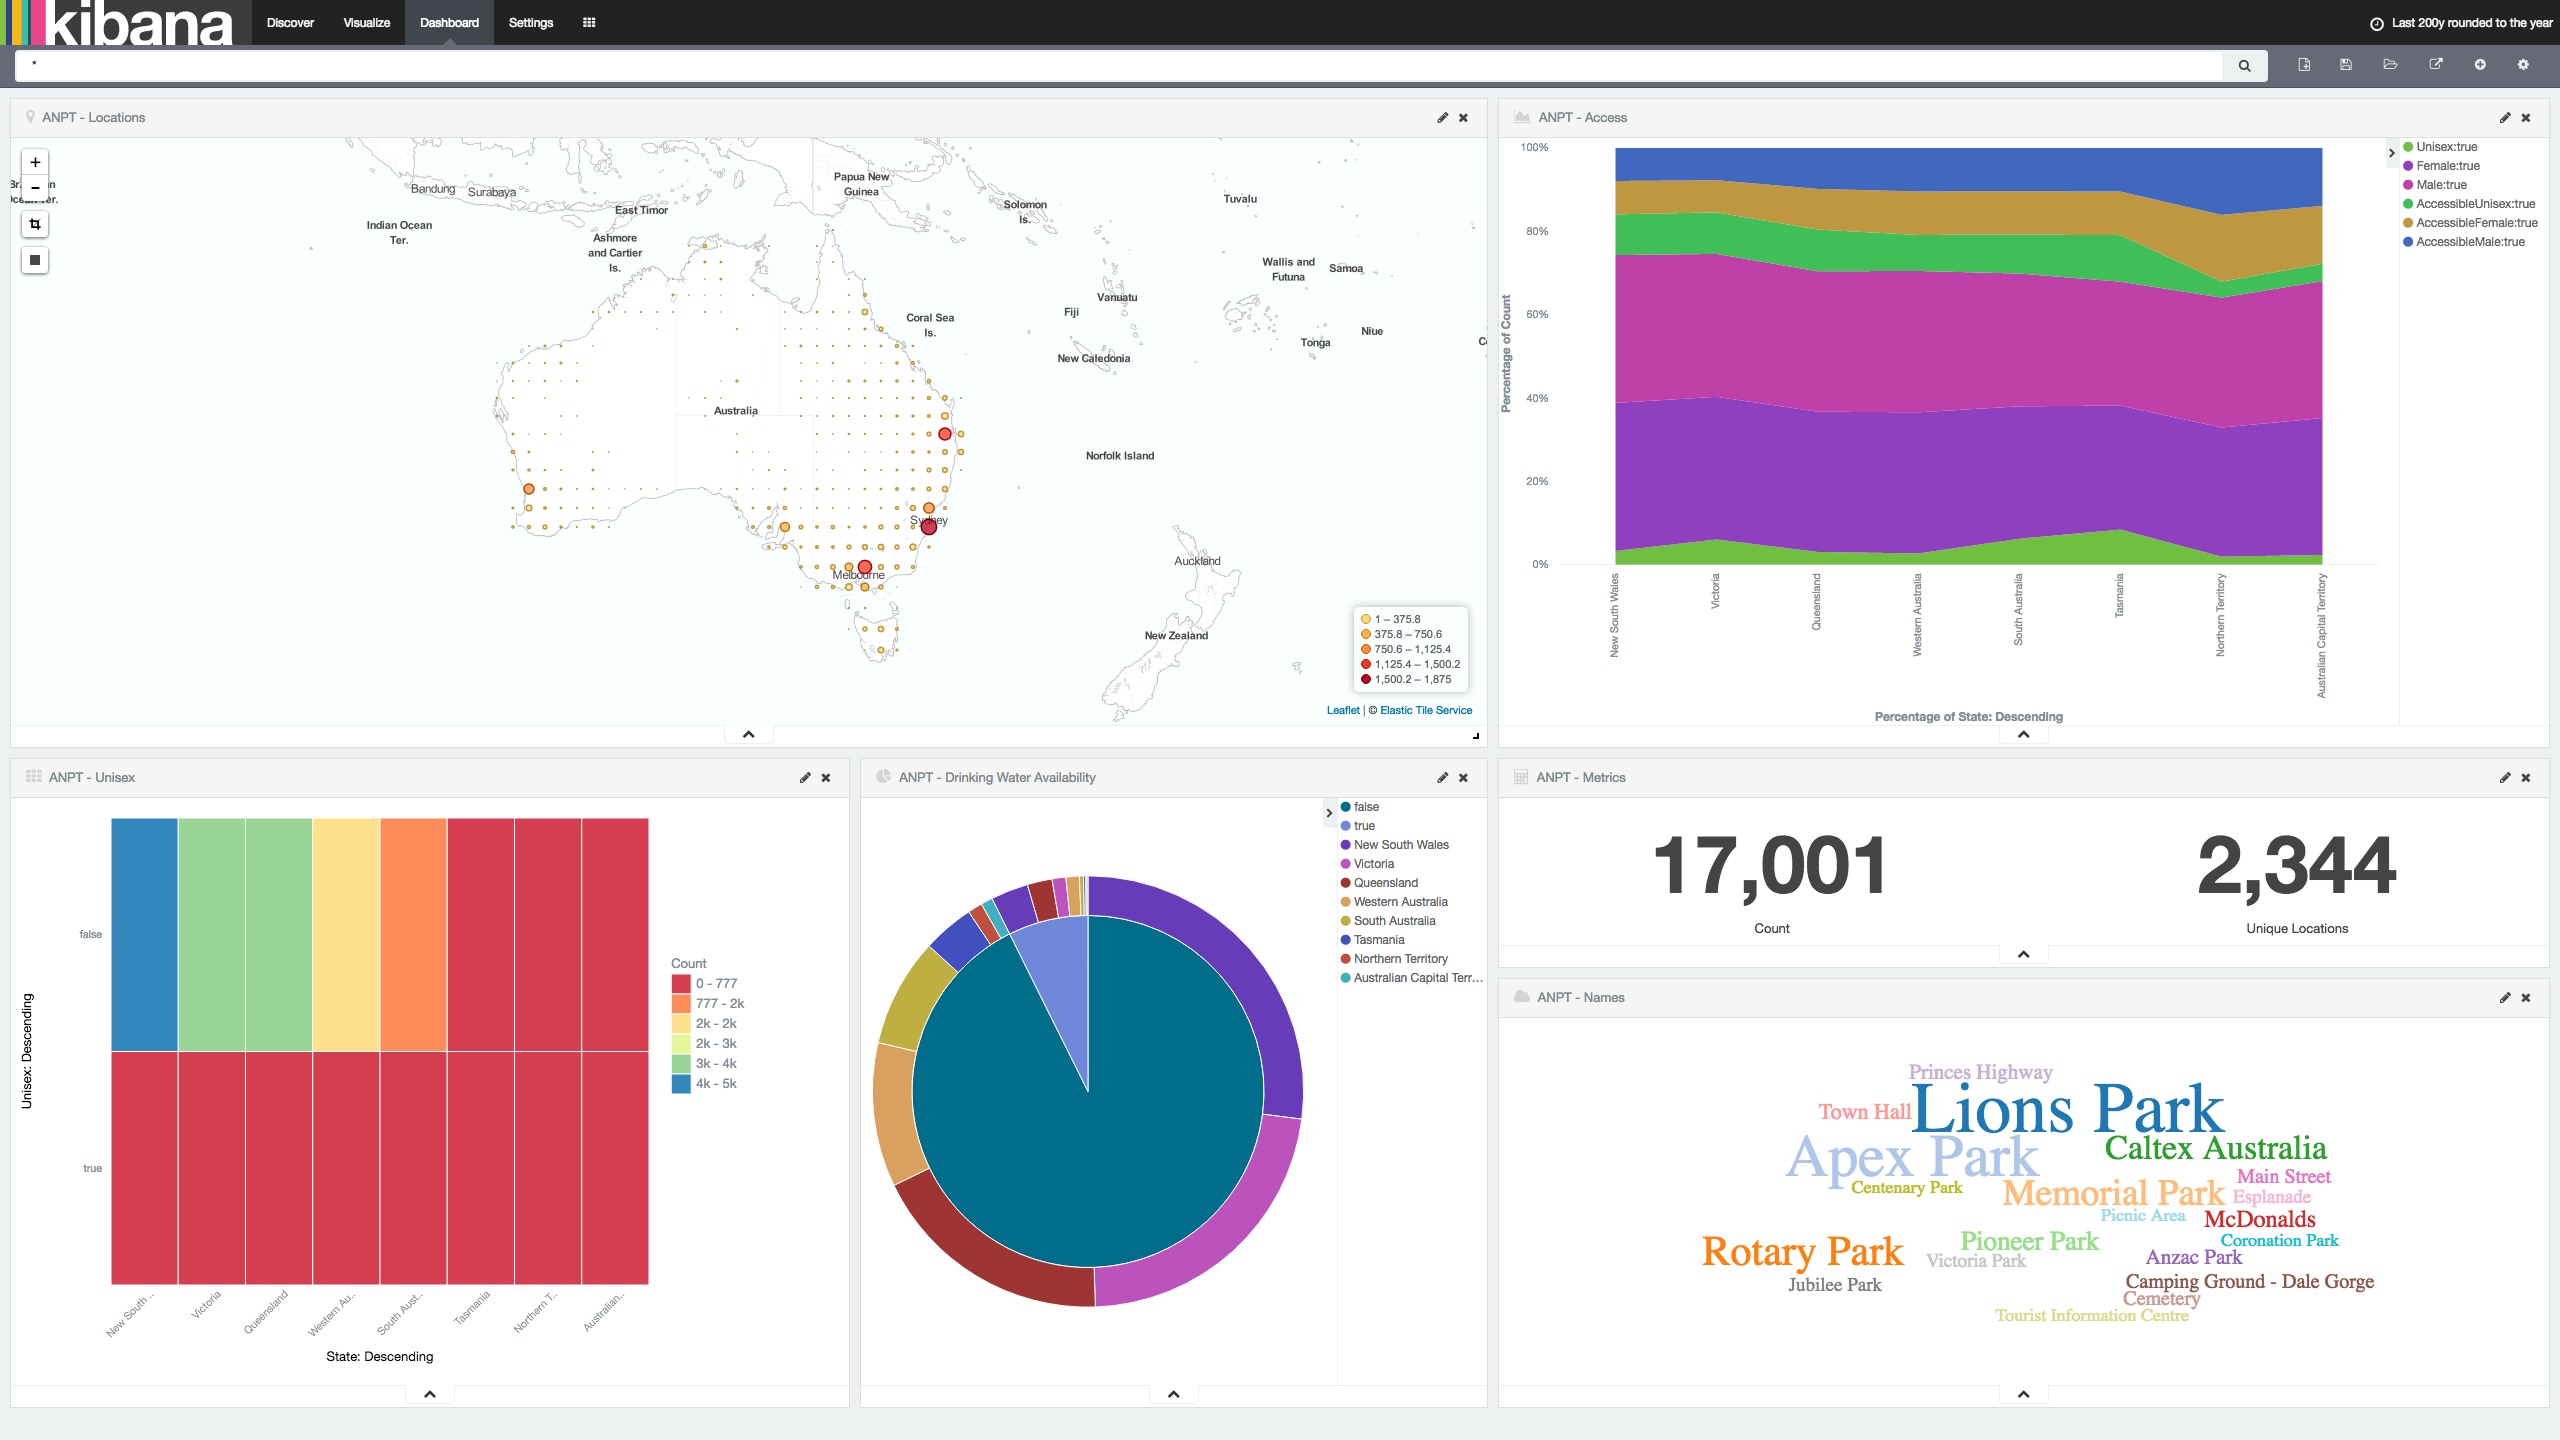 kibana
Discover
Visualize
Dashboard
Settings
Last 200y rounded to the year
*
ANPT - Locations
+
−
Bandung
Surabaya
Indian Ocean
Ter.
East Timor
Ashmore
and Cartier
Is.
Papua New
Guinea
Solomon
Is.
Tuvalu
Wallis and
Futuna
Samoa
Vanuatu
Fiji
Coral Sea
Is.
Niue
Tonga
New Caledonia
Australia
Norfolk Island
Sydney
Melbourne
Auckland
New Zealand
1 – 375.8
375.8 – 750.6
750.6 – 1,125.4
1,125.4 – 1,500.2
1,500.2 – 1,875
Leaflet | © Elastic Tile Service
ANPT - Access
Percentage of Count
100%
80%
60%
40%
20%
0%
New South Wales
Victoria
Queensland
Western Australia
South Australia
Tasmania
Northern Territory
Australian Capital Territory
Percentage of State: Descending
Unisex:true
Female:true
Male:true
AccessibleUnisex:true
AccessibleFemale:true
AccessibleMale:true
ANPT - Unisex
Unisex: Descending
false
true
New South ..
Victoria
Queensland
Western Au..
South Aust..
Tasmania
Northern T..
Australian..
State: Descending
Count
0 - 777
777 - 2k
2k - 2k
2k - 3k
3k - 4k
4k - 5k
ANPT - Drinking Water Availability
false
true
New South Wales
Victoria
Queensland
Western Australia
South Australia
Tasmania
Northern Territory
Australian Capital Terr...
ANPT - Metrics
17,001
Count
2,344
Unique Locations
ANPT - Names
Princes Highway
Town Hall
Lions Park
Apex Park
Caltex Australia
Main Street
Centenary Park
Memorial Park
Esplanade
Picnic Area
McDonalds
Pioneer Park
Coronation Park
Rotary Park
Victoria Park
Anzac Park
Jubilee Park
Camping Ground - Dale Gorge
Cemetery
Tourist Information Centre